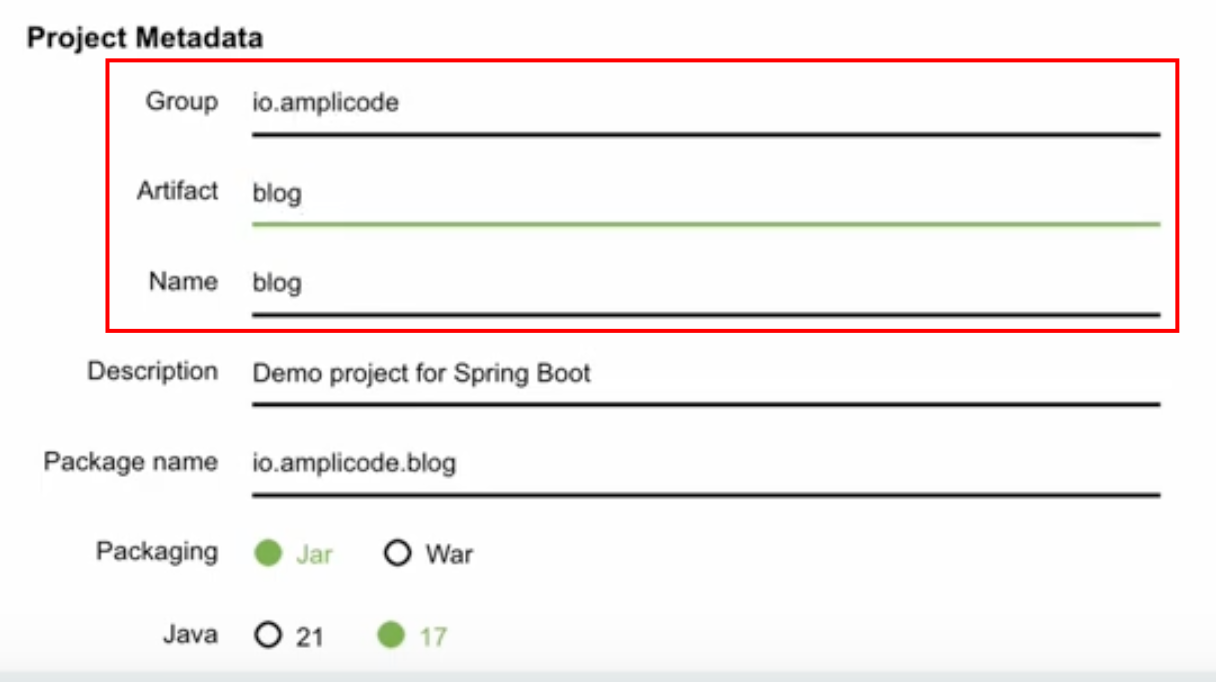 Project Metadata
Group io.amplicode
Artifact blog
Name blog
Description Demo project for Spring Boot
Package name io.amplicode.blog
Packaging Jar War
Java 21 17